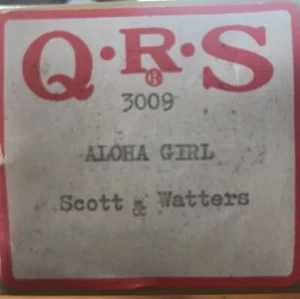 Q·R·S
®
3009
ALOHA GIRL
Scott & Watters